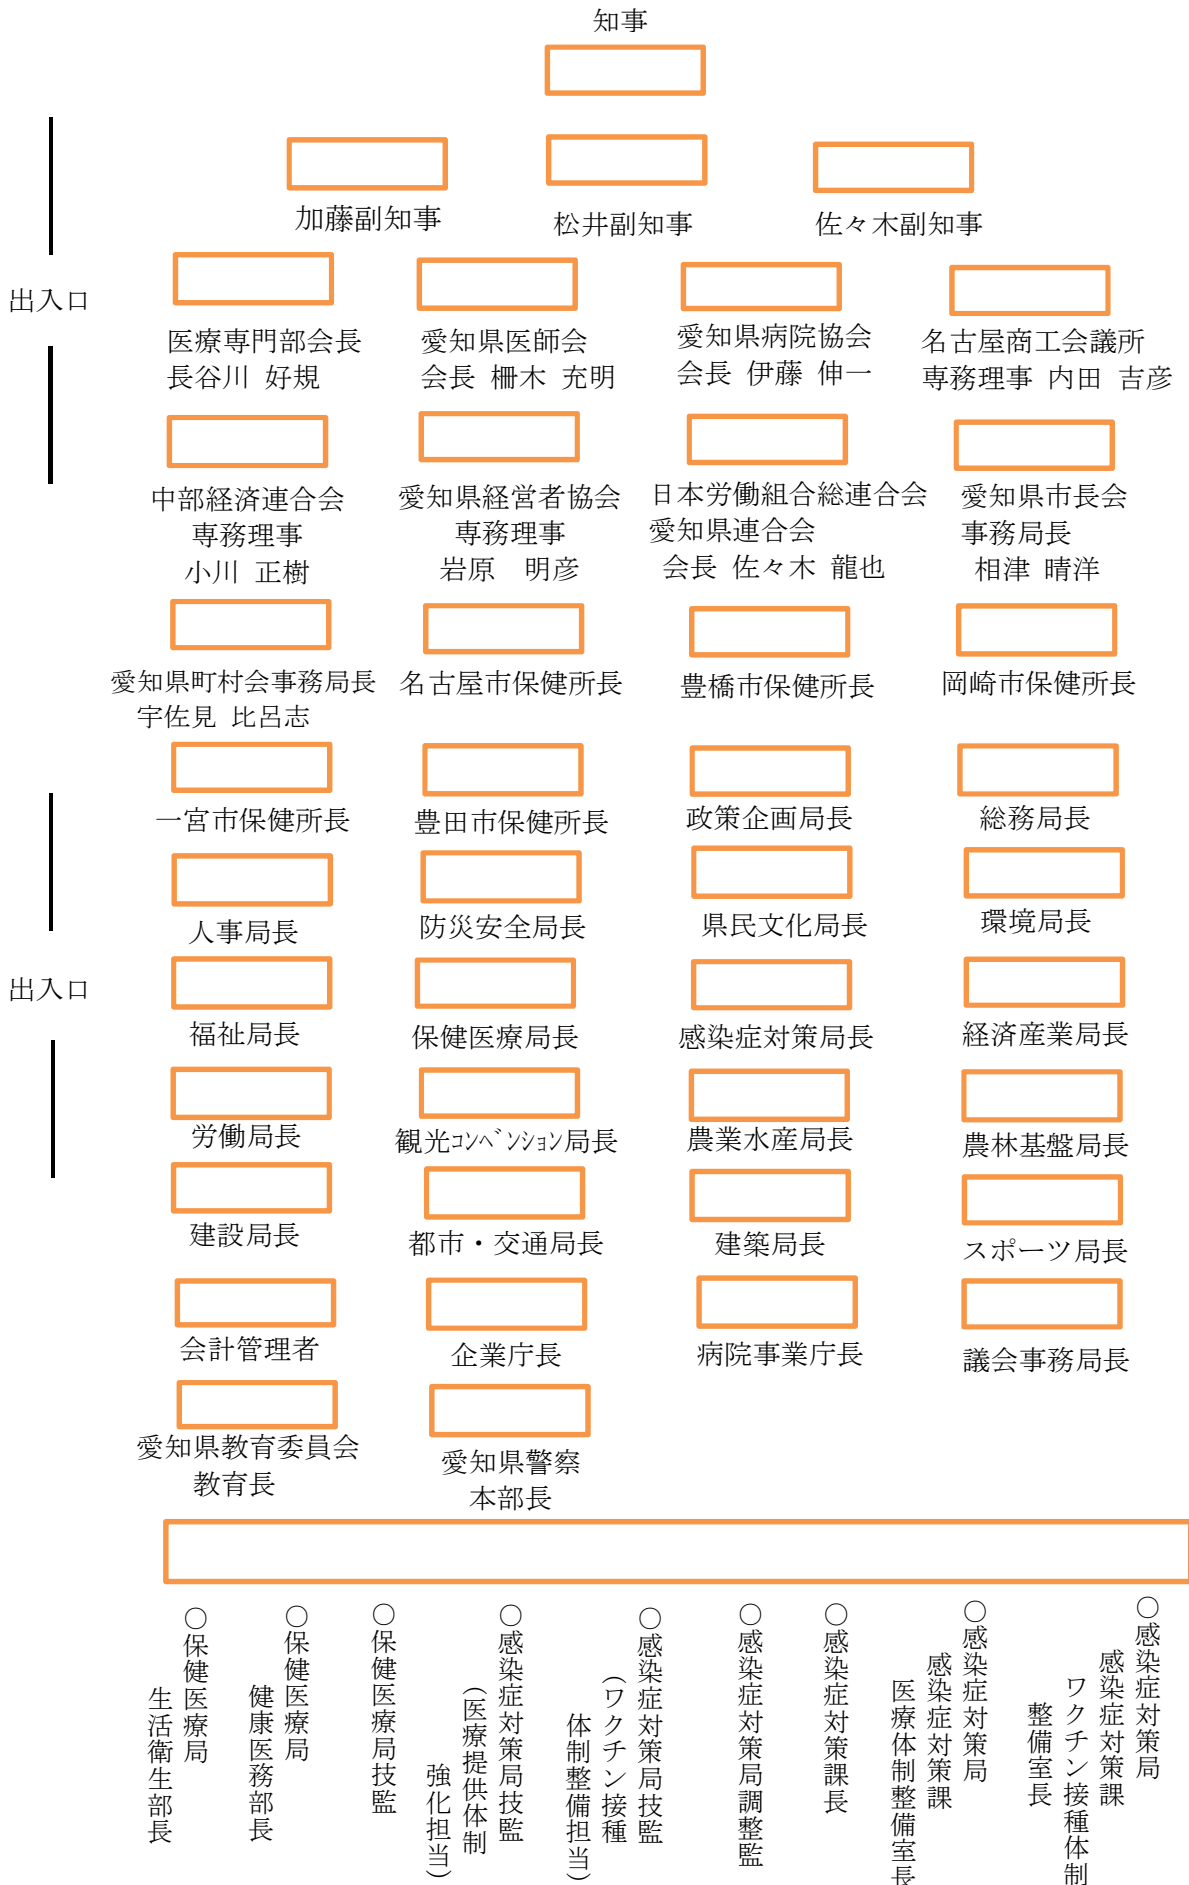 知事
加藤副知事
松井副知事
佐々木副知事
出入口
医療専門部会長
長谷川 好規
愛知県医師会
会長 柵木 充明
愛知県病院協会
会長 伊藤 伸一
名古屋商工会議所
専務理事 内田 吉彦
中部経済連合会
専務理事
小川 正樹
愛知県経営者協会
専務理事
岩原　明彦
日本労働組合総連合会
愛知県連合会
会長 佐々木 龍也
愛知県市長会
事務局長
相津 晴洋
愛知県町村会事務局長
宇佐見 比呂志
名古屋市保健所長
豊橋市保健所長
岡崎市保健所長
一宮市保健所長
豊田市保健所長
政策企画局長
総務局長
人事局長
防災安全局長
県民文化局長
環境局長
出入口
福祉局長
保健医療局長
感染症対策局長
経済産業局長
労働局長
観光ｺﾝﾍﾞﾝｼｮﾝ局長
農業水産局長
農林基盤局長
建設局長
都市・交通局長
建築局長
スポーツ局長
会計管理者
企業庁長
病院事業庁長
議会事務局長
愛知県教育委員会
教育長
愛知県警察
本部長
○保健医療局
生活衛生部長
○保健医療局
健康医務部長
○保健医療局技監
○感染症対策局技監
(医療提供体制
強化担当)
○感染症対策局技監
(ワクチン接種
体制整備担当)
○感染症対策局調整監
○感染症対策課長
○感染症対策局
感染症対策課
医療体制整備室長
○感染症対策局
感染症対策課
ワクチン接種体制
整備室長